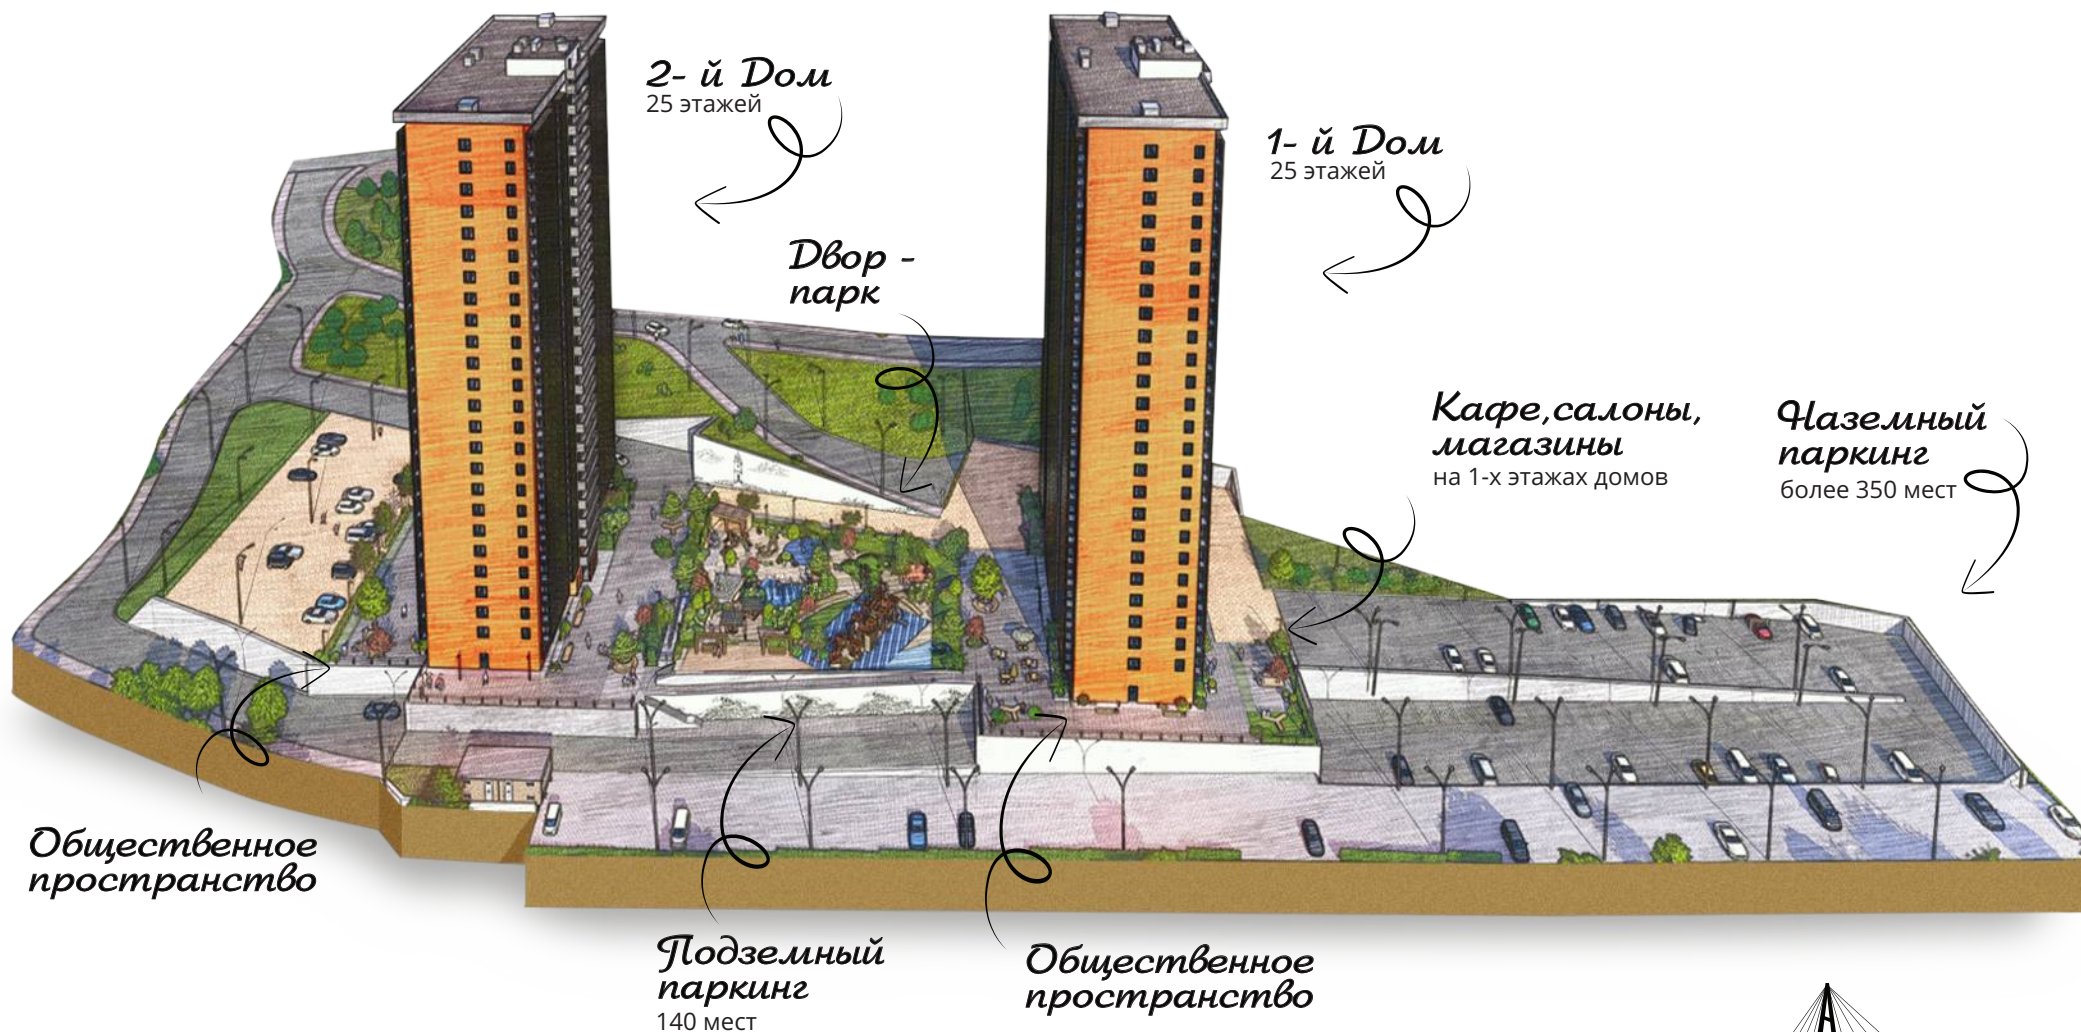 2- й Дом
25 этажей
1- й Дом
25 этажей
Двор -
парк
Кафе,салоны,
магазины
на 1-х этажах домов
Наземный
паркинг
более 350 мест
Общественное
пространство
Подземный
паркинг
140 мест
Общественное
пространство